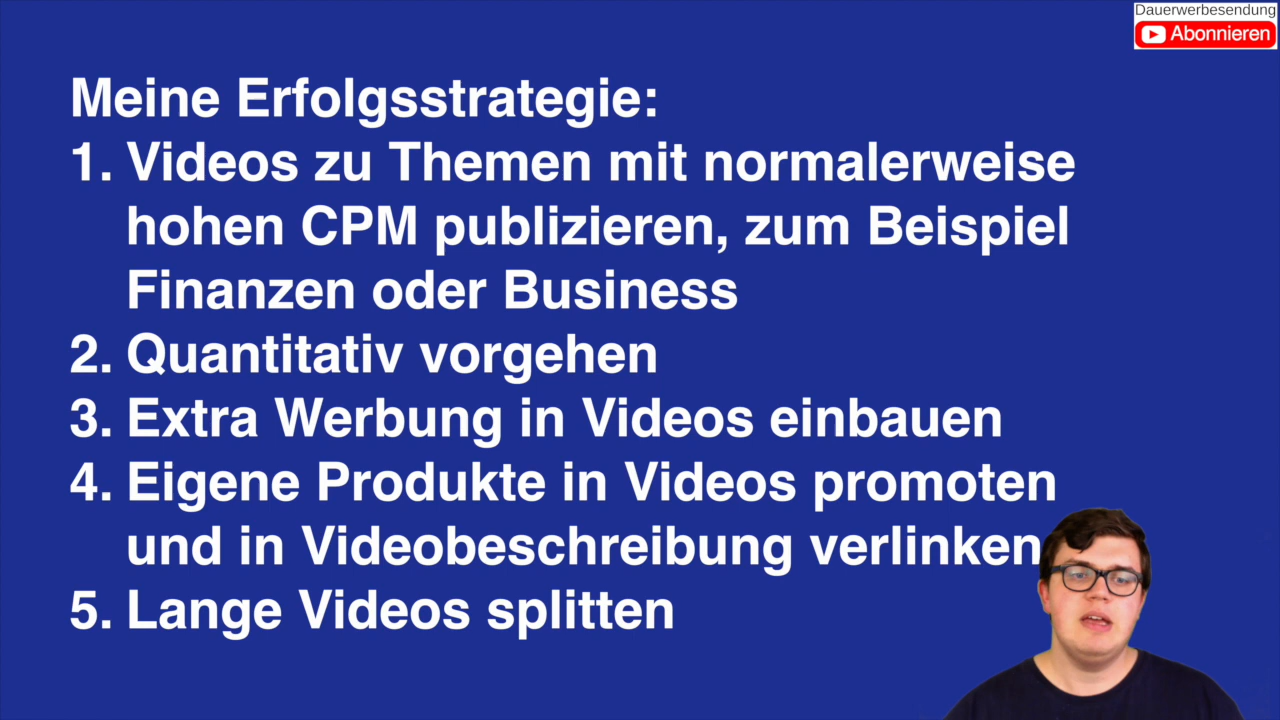 Dauerwerbesendung
Abonnieren
Meine Erfolgsstrategie:
1. Videos zu Themen mit normalerweise
hohen CPM publizieren, zum Beispiel
Finanzen oder Business
2. Quantitativ vorgehen
3. Extra Werbung in Videos einbauen
4. Eigene Produkte in Videos promoten
und in Videobeschreibung verlinken
5. Lange Videos splitten